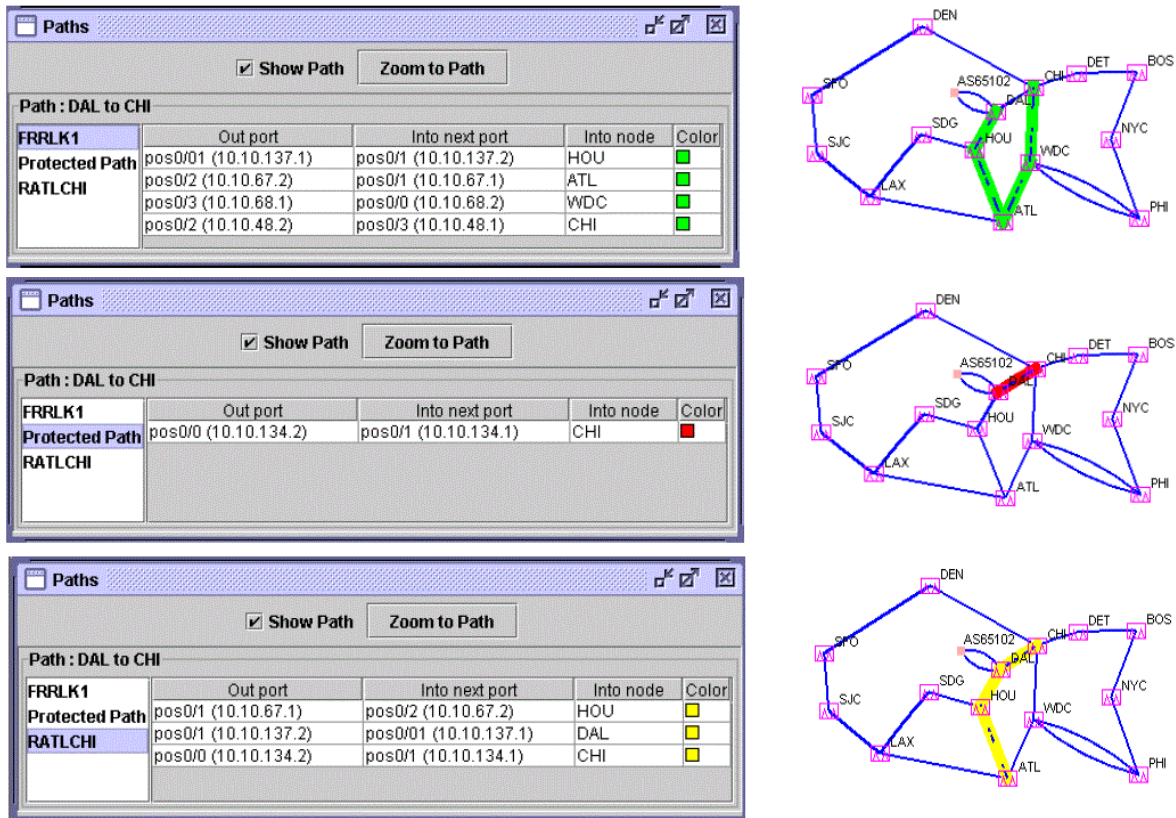 Paths
Show Path Zoom to Path
Path : DAL to CHI
FRRLK1
Protected Path
RATLCHI
Out port Into next port Into node Color
pos0/01 (10.10.137.1) pos0/1 (10.10.137.2) HOU
pos0/2 (10.10.67.2) pos0/1 (10.10.67.1) ATL
pos0/3 (10.10.68.1) pos0/0 (10.10.68.2) WDC
pos0/2 (10.10.48.2) pos0/3 (10.10.48.1) CHI
DEN
DET
BOS
CHI
AS65102
SFO
DAL
SDG
HOU
NYC
SJC
WDC
LAX
ATL
PHI
Paths
Show Path Zoom to Path
Path : DAL to CHI
FRRLK1
Protected Path
RATLCHI
Out port Into next port Into node Color
pos0/0 (10.10.134.2) pos0/1 (10.10.134.1) CHI
DEN
DET
BOS
CHI
AS65102
SFO
DAL
SDG
HOU
NYC
SJC
WDC
LAX
ATL
PHI
Paths
Show Path Zoom to Path
Path : DAL to CHI
FRRLK1
Protected Path
RATLCHI
Out port Into next port Into node Color
pos0/1 (10.10.67.1) pos0/2 (10.10.67.2) HOU
pos0/1 (10.10.137.2) pos0/01 (10.10.137.1) DAL
pos0/0 (10.10.134.2) pos0/1 (10.10.134.1) CHI
DEN
DET
BOS
CHI
AS65102
SFO
DAL
SDG
HOU
NYC
SJC
WDC
LAX
ATL
PHI